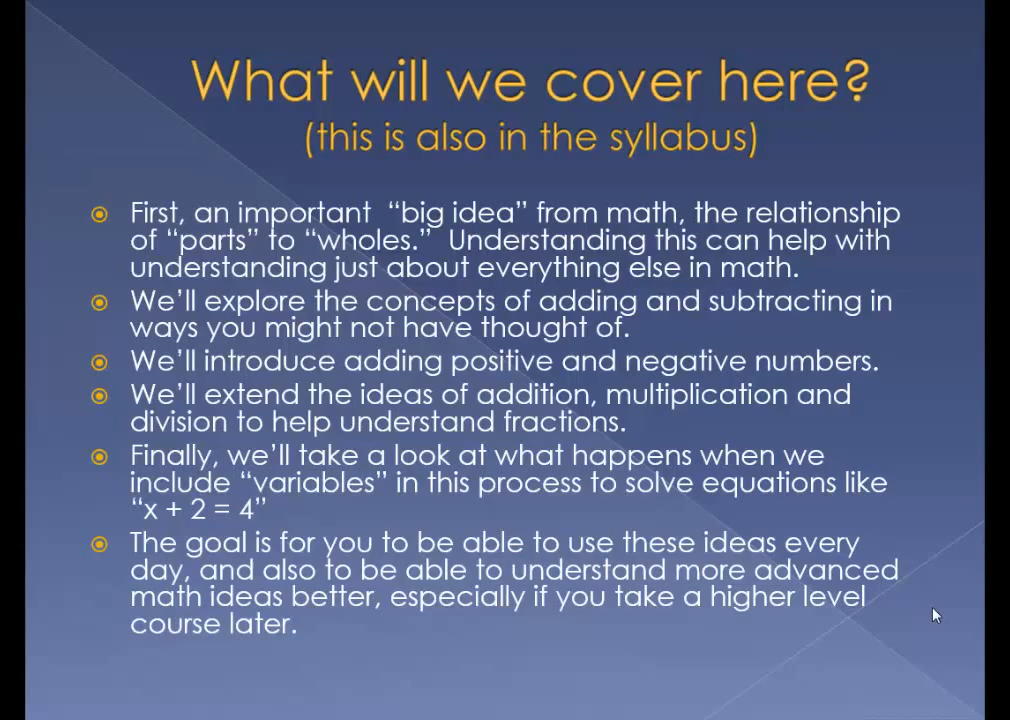 What will we cover here?
(this is also in the syllabus)
First, an important  “big idea” from math, the relationship
of “parts” to “wholes.”  Understanding this can help with
understanding just about everything else in math.
We’ll explore the concepts of adding and subtracting in
ways you might not have thought of.
We’ll introduce adding positive and negative numbers.
We’ll extend the ideas of addition, multiplication and
division to help understand fractions.
Finally, we’ll take a look at what happens when we
include “variables” in this process to solve equations like
“x + 2 = 4”
The goal is for you to be able to use these ideas every
day, and also to be able to understand more advanced
math ideas better, especially if you take a higher level
course later.